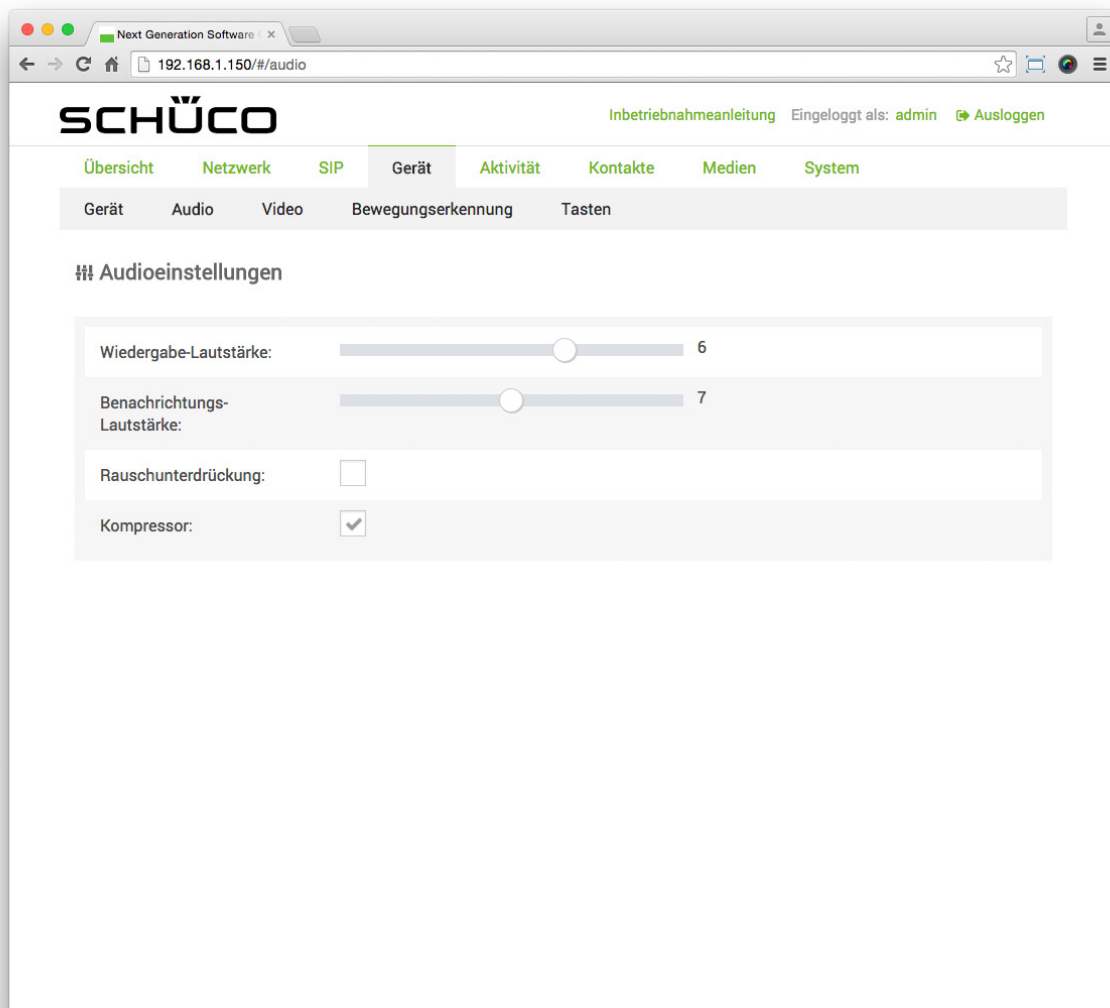 Next Generation Software
192.168.1.150/#/audio
SCHÜCO
Inbetriebnahmeanleitung Eingeloggt als: admin Ausloggen
Übersicht Netzwerk SIP Gerät Aktivität Kontakte Medien System
Gerät Audio Video Bewegungserkennung Tasten
Audioeinstellungen
Wiedergabe-Lautstärke: 6
Benachrichtungs- 7
Lautstärke:
Rauschunterdrückung:
Kompressor: